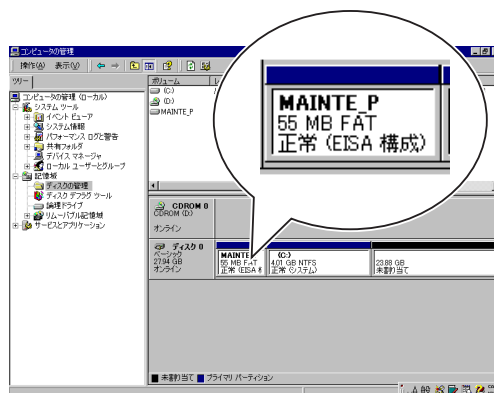 コンピュータの管理
操作(A) 表示(V)
ツリー
コンピュータの管理 (ローカル)
システム ツール
イベント ビューア
システム情報
パフォーマンス ログと警告
共有フォルダ
デバイス マネージャ
ローカル ユーザーとグループ
記憶域
ディスクの管理
ディスク デフラグ ツール
論理ドライブ
リムーバブル記憶域
サービスとアプリケーション
ボリューム
(C:)
(D:)
MAINTE_P
MAINTE_P
55 MB FAT
正常 (EISA 構成)
CDROM 0
CDROM (D:)
オンライン
ディスク 0
ベーシック
27.94 GB
オンライン
MAINTE
55 MB FAT
正常 (EISA
(C:)
4.01 GB NTFS
正常 (システム)
23.88 GB
未割り当て
未割り当て プライマリ パーティション
A 般